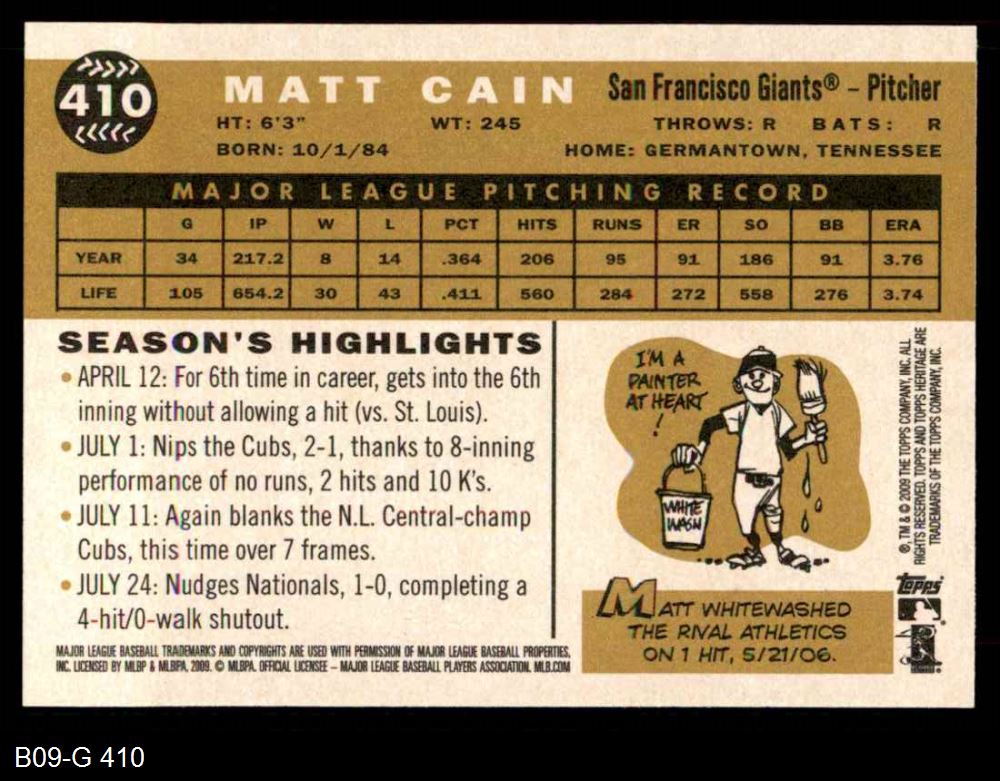 410
MATT CAIN San Francisco Giants® – Pitcher
HT: 6'3" WT: 245 THROWS: R BATS: R
BORN: 10/1/84 HOME: GERMANTOWN, TENNESSEE
MAJOR LEAGUE PITCHING RECORD
G IP W L PCT HITS RUNS ER SO BB ERA
YEAR 34 217.2 8 14 .364 206 95 91 186 91 3.76
LIFE 105 654.2 30 43 .411 560 284 272 558 276 3.74
SEASON'S HIGHLIGHTS
• APRIL 12: For 6th time in career, gets into the 6th
inning without allowing a hit (vs. St. Louis).
• JULY 1: Nips the Cubs, 2-1, thanks to 8-inning
performance of no runs, 2 hits and 10 K's.
• JULY 11: Again blanks the N.L. Central-champ
Cubs, this time over 7 frames.
• JULY 24: Nudges Nationals, 1-0, completing a
4-hit/0-walk shutout.
MAJOR LEAGUE BASEBALL TRADEMARKS AND COPYRIGHTS ARE USED WITH PERMISSION OF MAJOR LEAGUE BASEBALL PROPERTIES,
INC. LICENSED BY MLBP & MLBPA, 2009. © MLBPA. OFFICIAL LICENSEE – MAJOR LEAGUE BASEBALL PLAYERS ASSOCIATION. MLB.COM
I'M A
PAINTER
AT HEART
!
WHITE
WASH
MATT WHITEWASHED
THE RIVAL ATHLETICS
ON 1 HIT, 5/21/06.
®, TM & © 2009 THE TOPPS COMPANY, INC. ALL
RIGHTS RESERVED. TOPPS AND TOPPS HERITAGE ARE
TRADEMARKS OF THE TOPPS COMPANY, INC.
Topps
B09-G 410